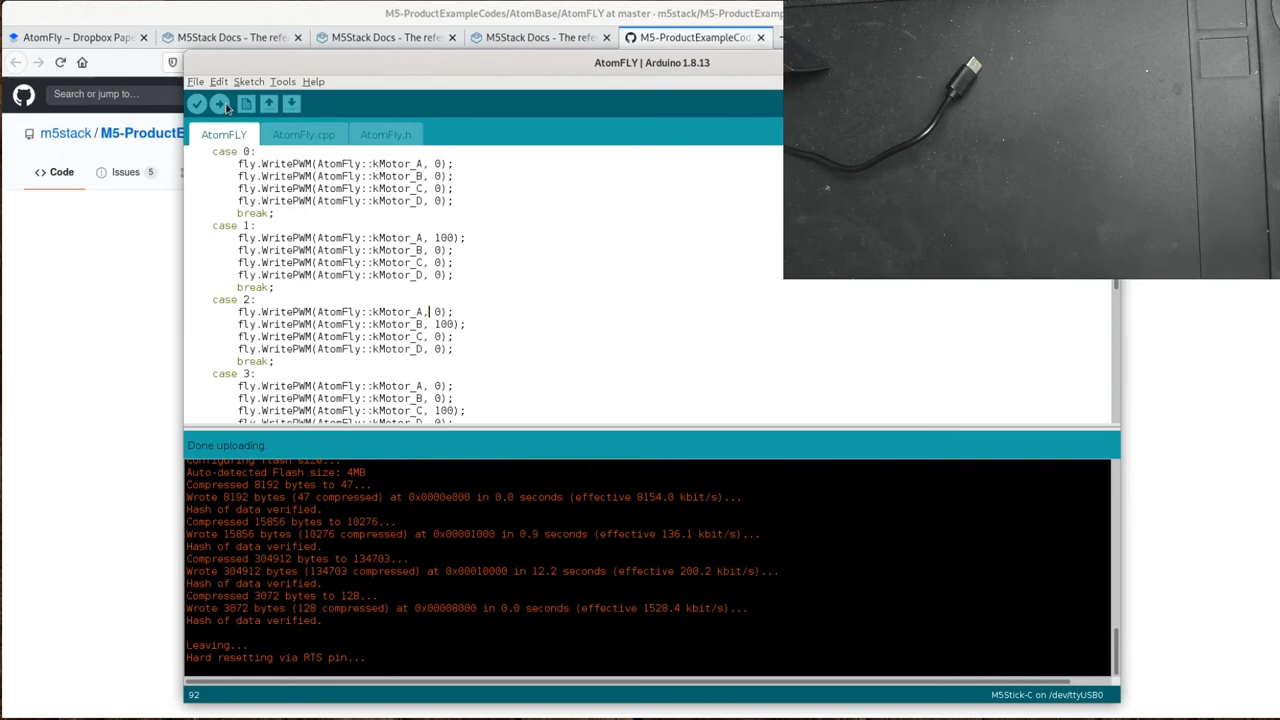 M5-ProductExampleCodes/AtomBase/AtomFLY at master · m5stack/M5-ProductExamp
AtomFly – Dropbox Pape
M5Stack Docs - The refe
M5Stack Docs - The refe
M5Stack Docs - The refe
M5-ProductExampleCod
AtomFLY | Arduino 1.8.13
File Edit Sketch Tools Help
Search or jump to...
m5stack / M5-ProductE
Code
Issues 5
AtomFLY
AtomFly.cpp
AtomFly.h
case 0:
fly.WritePWM(AtomFly::kMotor_A, 0);
fly.WritePWM(AtomFly::kMotor_B, 0);
fly.WritePWM(AtomFly::kMotor_C, 0);
fly.WritePWM(AtomFly::kMotor_D, 0);
break;
case 1:
fly.WritePWM(AtomFly::kMotor_A, 100);
fly.WritePWM(AtomFly::kMotor_B, 0);
fly.WritePWM(AtomFly::kMotor_C, 0);
fly.WritePWM(AtomFly::kMotor_D, 0);
break;
case 2:
fly.WritePWM(AtomFly::kMotor_A, 0);
fly.WritePWM(AtomFly::kMotor_B, 100);
fly.WritePWM(AtomFly::kMotor_C, 0);
fly.WritePWM(AtomFly::kMotor_D, 0);
break;
case 3:
fly.WritePWM(AtomFly::kMotor_A, 0);
fly.WritePWM(AtomFly::kMotor_B, 0);
fly.WritePWM(AtomFly::kMotor_C, 100);
fly.WritePWM(AtomFly::kMotor_D, 0);
Done uploading.
Configuring flash size...
Auto-detected Flash size: 4MB
Compressed 8192 bytes to 47...
Wrote 8192 bytes (47 compressed) at 0x0000e000 in 0.0 seconds (effective 8154.0 kbit/s)...
Hash of data verified.
Compressed 15856 bytes to 10276...
Wrote 15856 bytes (10276 compressed) at 0x00001000 in 0.9 seconds (effective 136.1 kbit/s)...
Hash of data verified.
Compressed 304912 bytes to 134703...
Wrote 304912 bytes (134703 compressed) at 0x00010000 in 12.2 seconds (effective 200.2 kbit/s)...
Hash of data verified.
Compressed 3072 bytes to 128...
Wrote 3072 bytes (128 compressed) at 0x00008000 in 0.0 seconds (effective 1528.4 kbit/s)...
Hash of data verified.
Leaving...
Hard resetting via RTS pin...
92
M5Stick-C on /dev/ttyUSB0